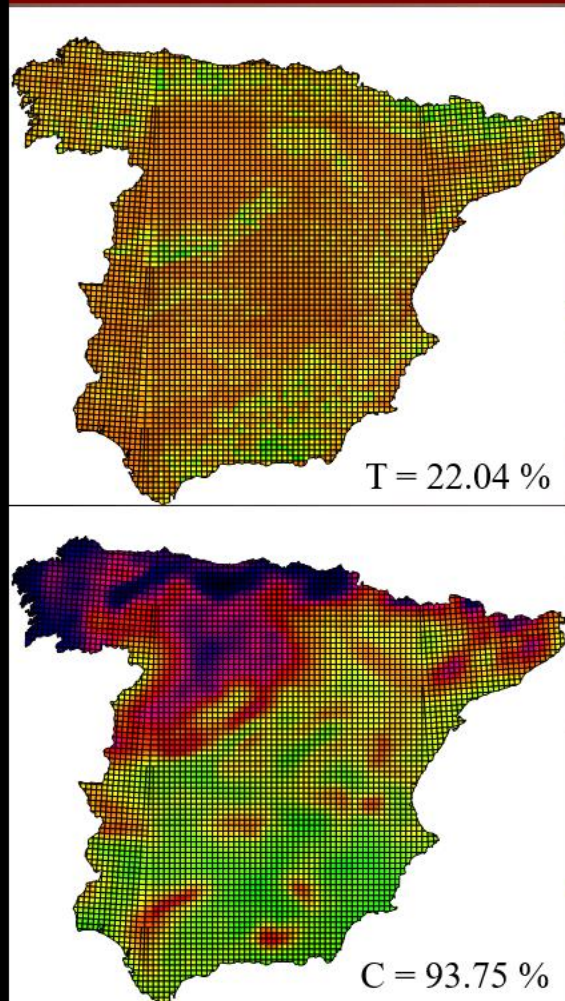 T = 22.04 %
C = 93.75 %